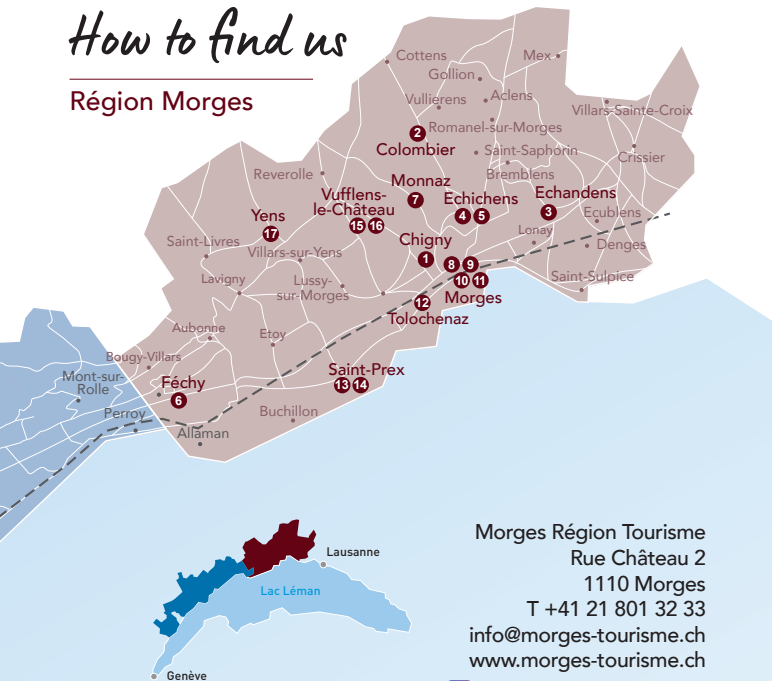 How to find us
Région Morges
Cottens
Mex
Gollion
Vullierens
Aclens
Villars-Sainte-Croix
2
Romanel-sur-Morges
Colombier
Saint-Saphorin
Crissier
Bremblens
Reverolle
Monnaz
7
Vufflens-
le-Château
15 16
Echichens
4 5
Echandens
3
Ecublens
Yens
17
Lonay
Denges
Saint-Livres
Villars-sur-Yens
Chigny
1
8 9
10 11
Morges
Saint-Sulpice
Lavigny
Lussy-
sur-Morges
12
Tolochenaz
Aubonne
Etoy
Bougy-Villars
Mont-sur-
Rolle
Féchy
6
Saint-Prex
13 14
Perroy
Buchillon
Allaman
Lausanne
Lac Léman
Genève
Morges Région Tourisme
Rue Château 2
1110 Morges
T +41 21 801 32 33
info@morges-tourisme.ch
www.morges-tourisme.ch